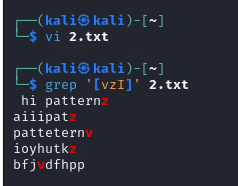 ┌──(kali㉿kali)-[~]
└─$ vi 2.txt
┌──(kali㉿kali)-[~]
└─$ grep '[vzI]' 2.txt
hi patternz
aiiipatz
patteternv
ioyhutkz
bfjvdfhpp